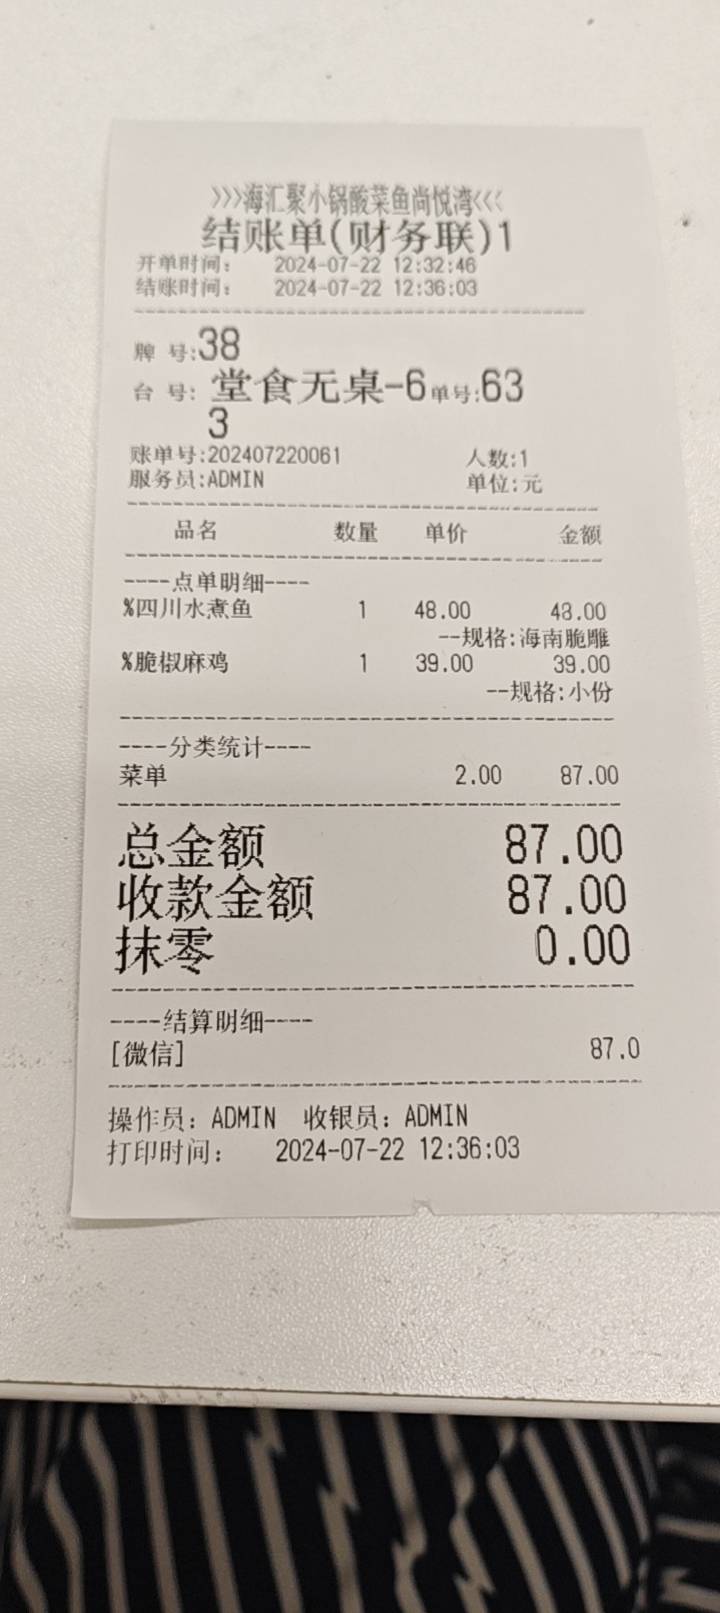 >>>海汇聚小锅酸菜鱼尚悦湾<<<
结账单(财务联)1
开单时间: 2024-07-22 12:32:46
结账时间: 2024-07-22 12:36:03
牌 号:38
台 号: 堂食无桌-6单号:63
3
账单号:202407220061 人数:1
服务员:ADMIN 单位:元
品名 数量 单价 金额
----点单明细----
%四川水煮鱼 1 48.00 48.00
--规格:海南脆雕
%脆椒麻鸡 1 39.00 39.00
--规格:小份
----分类统计----
菜单 2.00 87.00
总金额 87.00
收款金额 87.00
抹零 0.00
----结算明细----
[微信] 87.0
操作员: ADMIN 收银员: ADMIN
打印时间: 2024-07-22 12:36:03